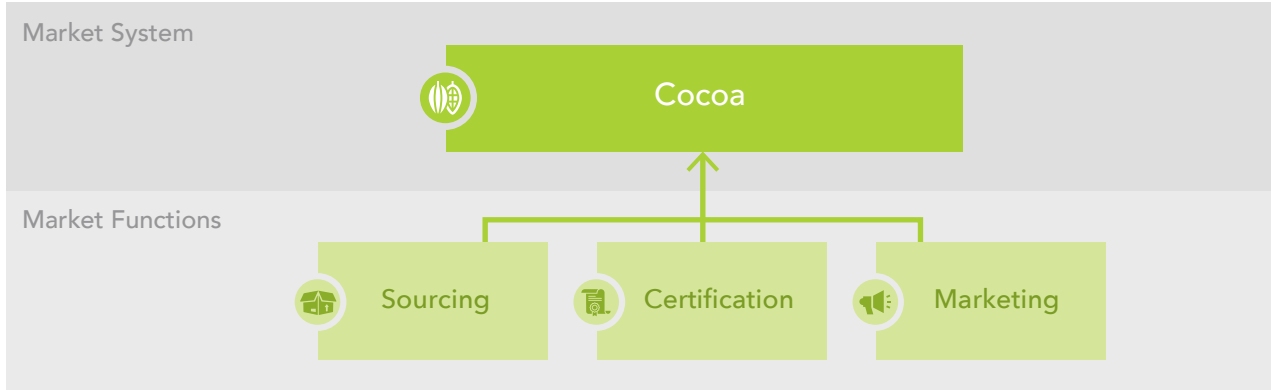 Market System
Cocoa
Market Functions
Sourcing
Certification
Marketing